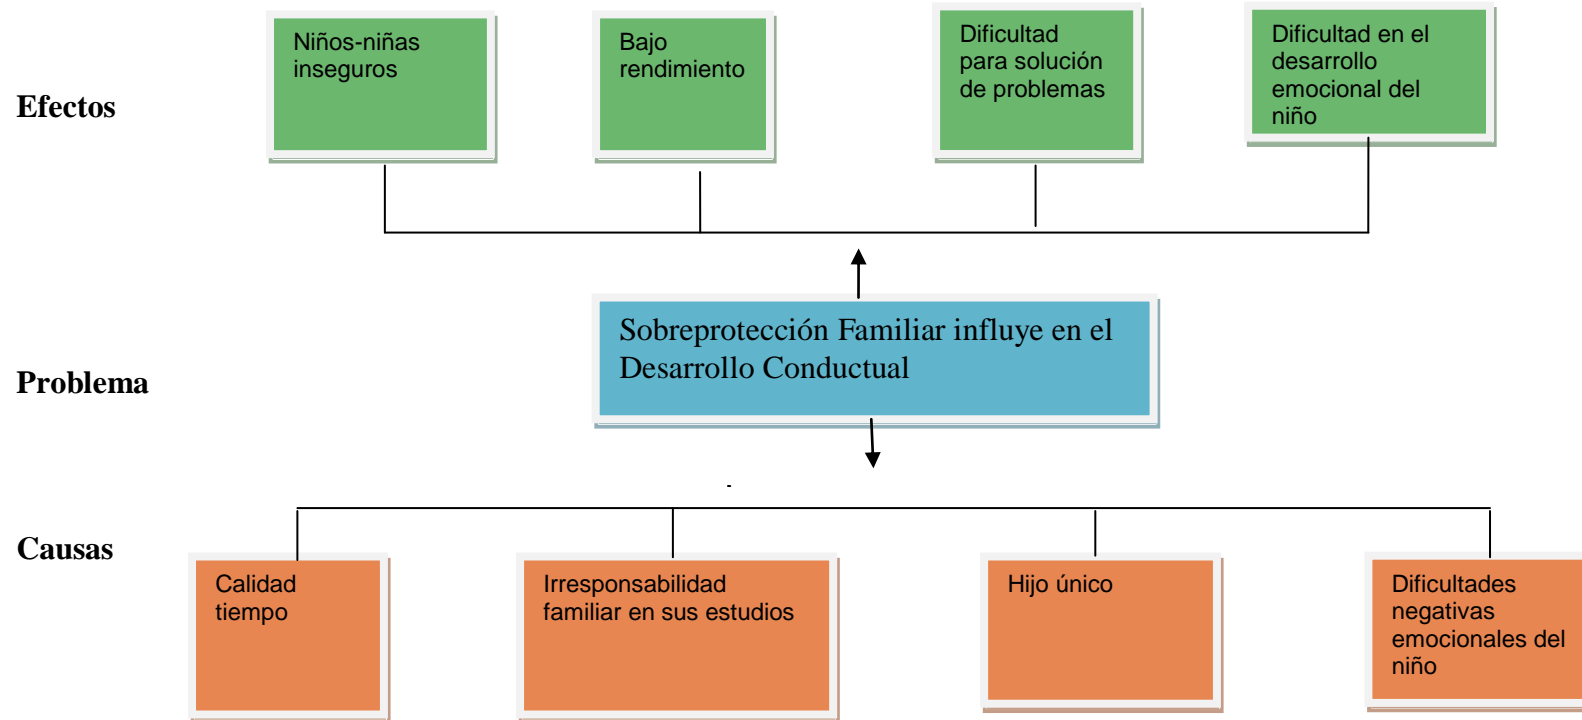 Niños-niñas
inseguros
Bajo
rendimiento
Dificultad
para solución
de problemas
Dificultad en el
desarrollo
emocional del
niño
Efectos
Sobreprotección Familiar influye en el
Desarrollo Conductual
Problema
-
Causas
Calidad
tiempo
Irresponsabilidad
familiar en sus estudios
Hijo único
Dificultades
negativas
emocionales del
niño